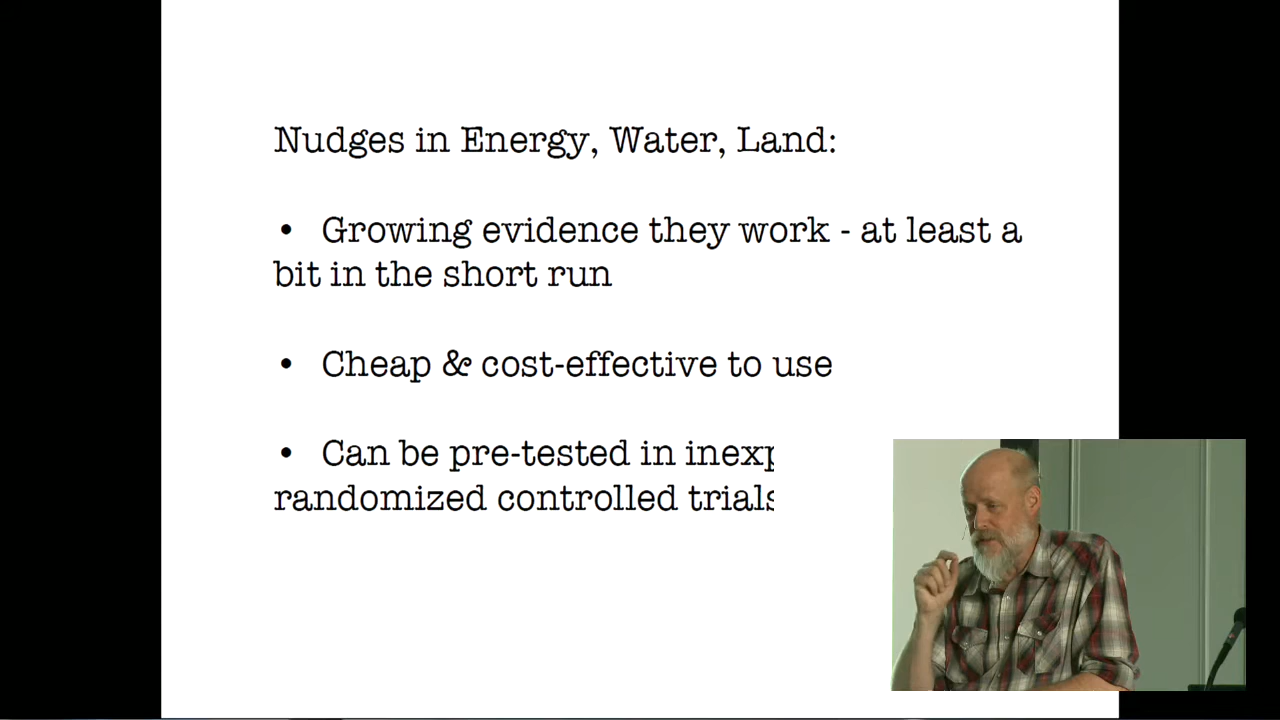 Nudges in Energy, Water, Land:
• Growing evidence they work - at least a
bit in the short run
• Cheap & cost-effective to use
• Can be pre-tested in
randomized controlled trials